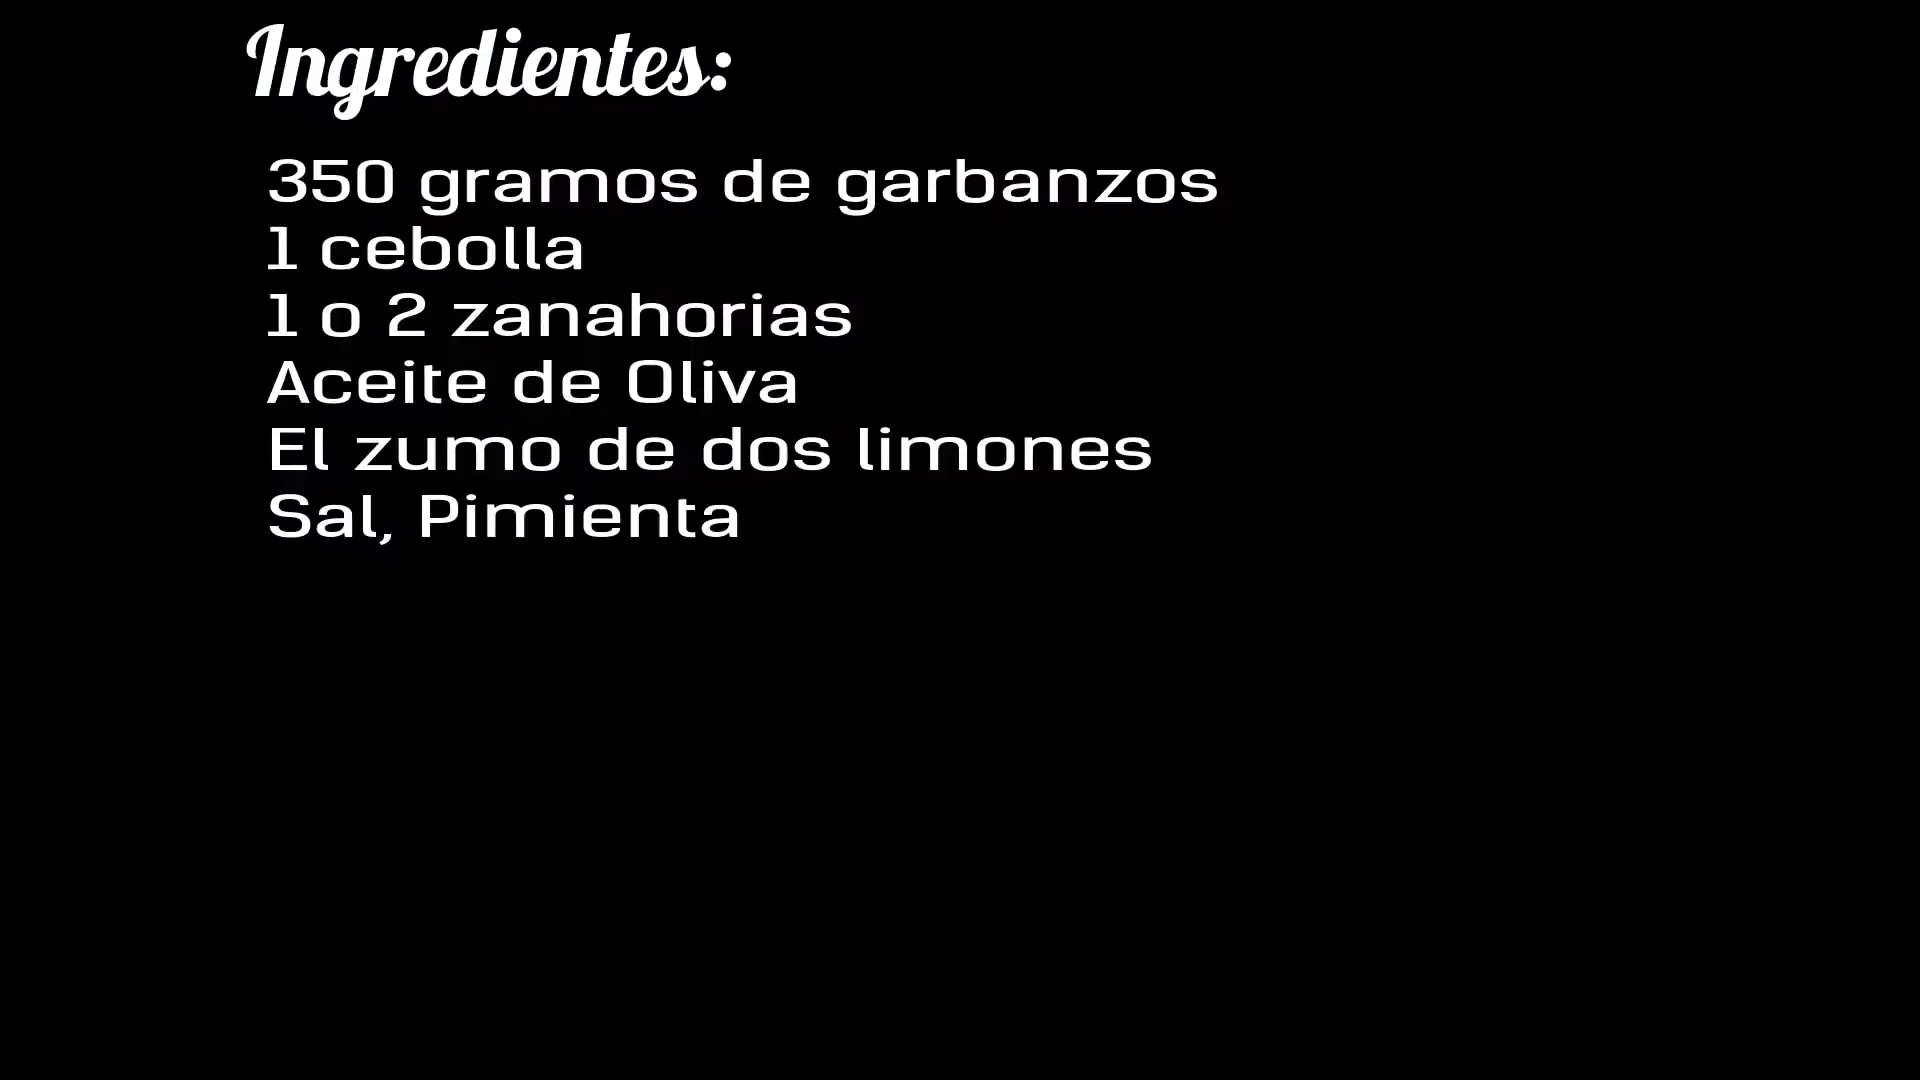 Ingredientes:
350 gramos de garbanzos
1 cebolla
1 o 2 zanahorias
Aceite de Oliva
El zumo de dos limones
Sal, Pimienta